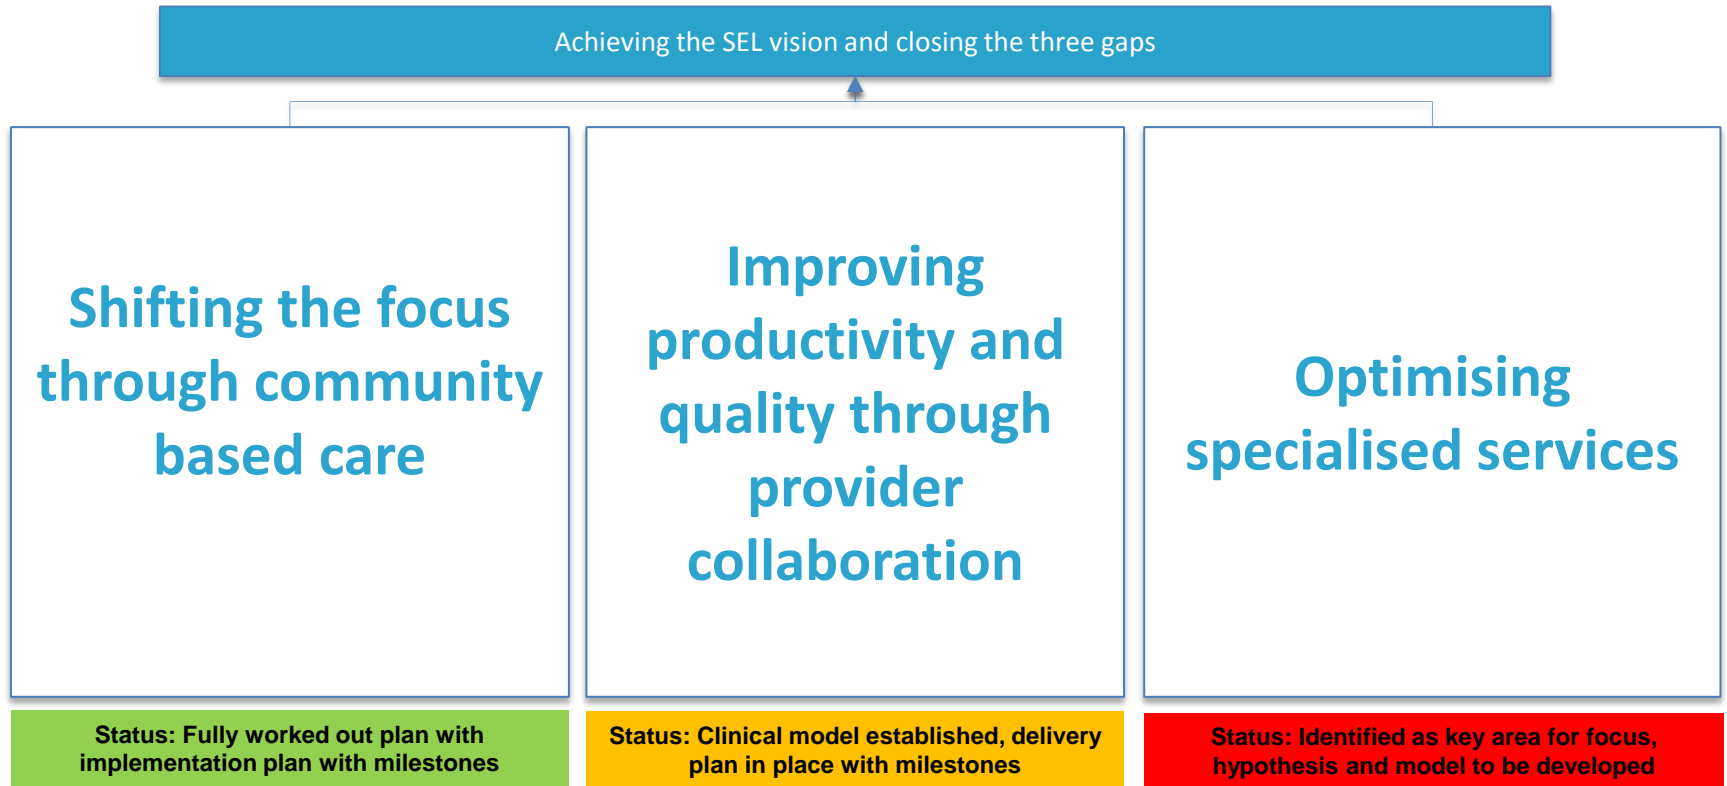 Achieving the SEL vision and closing the three gaps
Shifting the focus
through community
based care
Improving
productivity and
quality through
provider
collaboration
Optimising
specialised services
Status: Fully worked out plan with
implementation plan with milestones
Status: Clinical model established, delivery
plan in place with milestones
Status: Identified as key area for focus,
hypothesis and model to be developed